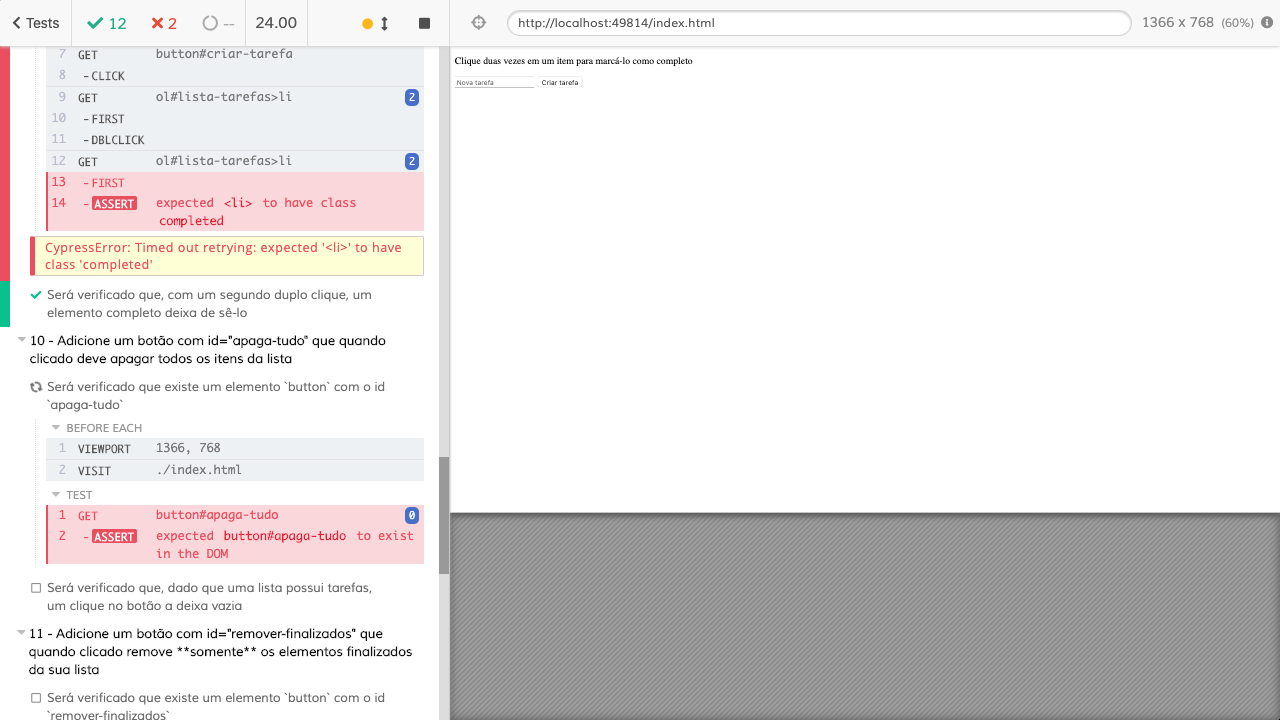 Tests 12 2 -- 24.00 http://localhost:49814/index.html 1366 x 768 (60%)
7 GET button#criar-tarefa
8 - CLICK
9 GET ol#lista-tarefas>li 2
10 - FIRST
11 - DBLCLICK
12 GET ol#lista-tarefas>li 2
13 - FIRST
14 - ASSERT expected <li> to have class
completed
CypressError: Timed out retrying: expected '<li>' to have
class 'completed'
Será verificado que, com um segundo duplo clique, um
elemento completo deixa de sê-lo
10 - Adicione um botão com id="apaga-tudo" que quando
clicado deve apagar todos os itens da lista
Será verificado que existe um elemento `button` com o id
`apaga-tudo`
BEFORE EACH
1 VIEWPORT 1366, 768
2 VISIT ./index.html
TEST
1 GET button#apaga-tudo 0
2 - ASSERT expected button#apaga-tudo to exist
in the DOM
Será verificado que, dado que uma lista possui tarefas,
um clique no botão a deixa vazia
11 - Adicione um botão com id="remover-finalizados" que
quando clicado remove **somente** os elementos finalizados
da sua lista
Será verificado que existe um elemento `button` com o id
`remover-finalizados`
Clique duas vezes em um item para marcá-lo como completo
Nova tarefa Criar tarefa